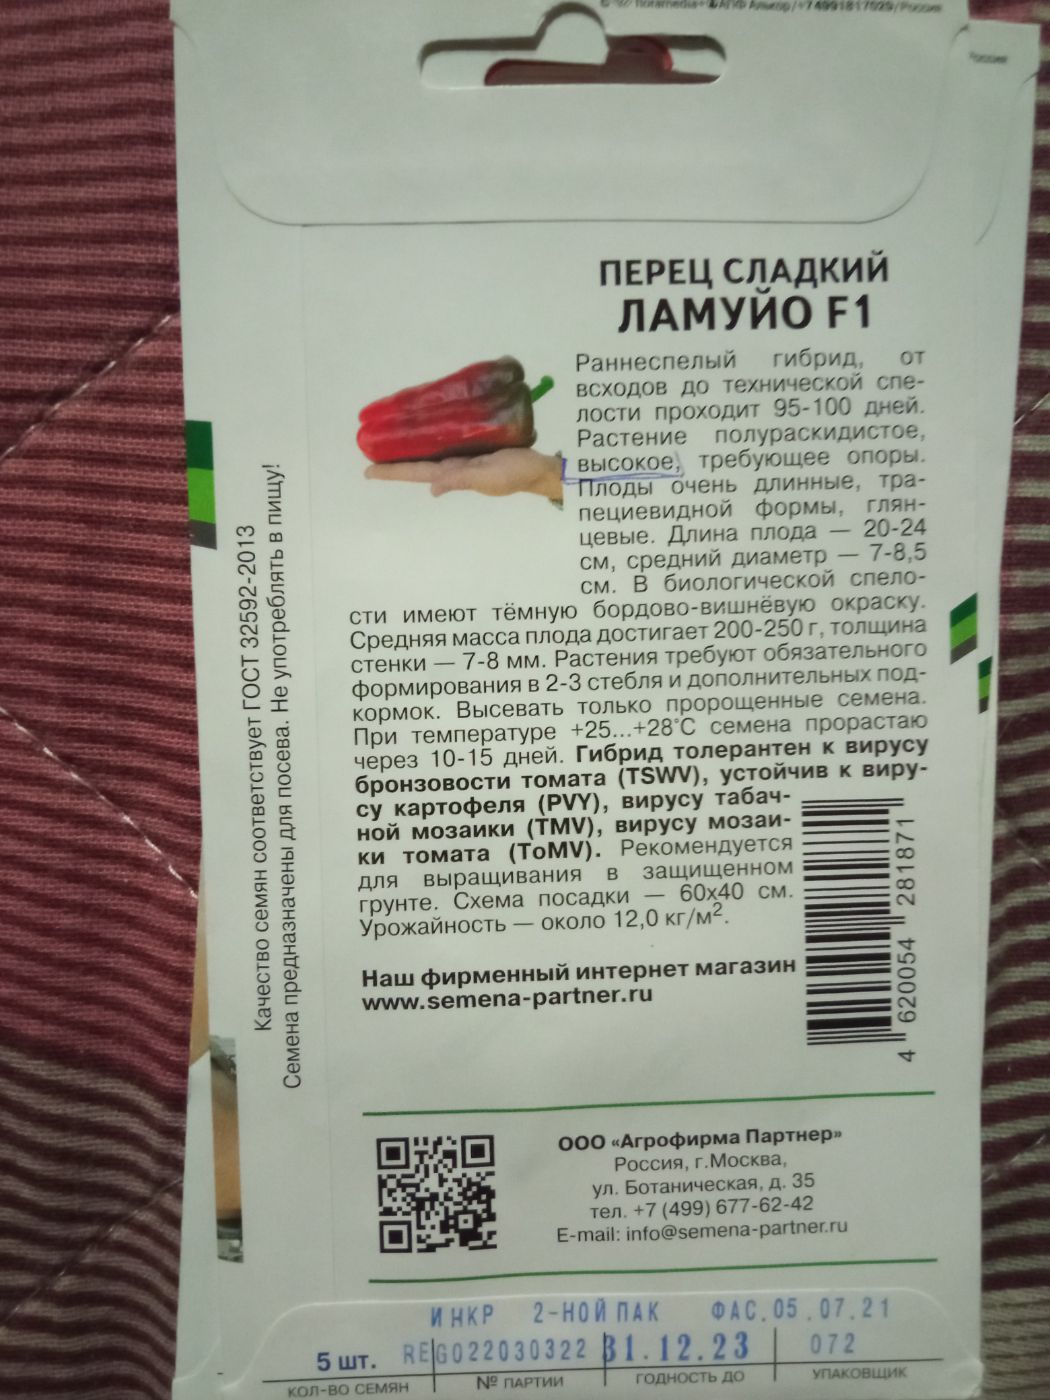 Россия
ПЕРЕЦ СЛАДКИЙ
ЛАМУЙО F1
Раннеспелый гибрид, от
всходов до технической спе-
лости проходит 95-100 дней.
Растение полураскидистое,
высокое, требующее опоры.
Плоды очень длинные, тра-
пециевидной формы, глян-
цевые. Длина плода — 20-24
см, средний диаметр — 7-8,5
см. В биологической спело-
сти имеют тёмную бордово-вишнёвую окраску.
Средняя масса плода достигает 200-250 г, толщина
стенки — 7-8 мм. Растения требуют обязательного
формирования в 2-3 стебля и дополнительных под-
кормок. Высевать только пророщенные семена.
При температуре +25...+28°С семена прорастаю
через 10-15 дней. Гибрид толерантен к вирусу
бронзовости томата (TSWV), устойчив к виру-
су картофеля (PVY), вирусу табач-
ной мозаики (TMV), вирусу мозаи-
ки томата (ToMV). Рекомендуется
для выращивания в защищенном
грунте. Схема посадки — 60х40 см.
Урожайность — около 12,0 кг/м².
Наш фирменный интернет магазин
www.semena-partner.ru
4 620054 281871
Качество семян соответствует ГОСТ 32592-2013
Семена предназначены для посева. Не употреблять в пищу!
ООО «Агрофирма Партнер»
Россия, г.Москва,
ул. Ботаническая, д. 35
тел. +7 (499) 677-62-42
E-mail: info@semena-partner.ru
ИНКР 2-НОЙ ПАК ФАС.05.07.21
5 шт. REG022030322 31.12.23 072
КОЛ-ВО СЕМЯН № ПАРТИИ ГОДНОСТЬ ДО УПАКОВЩИК